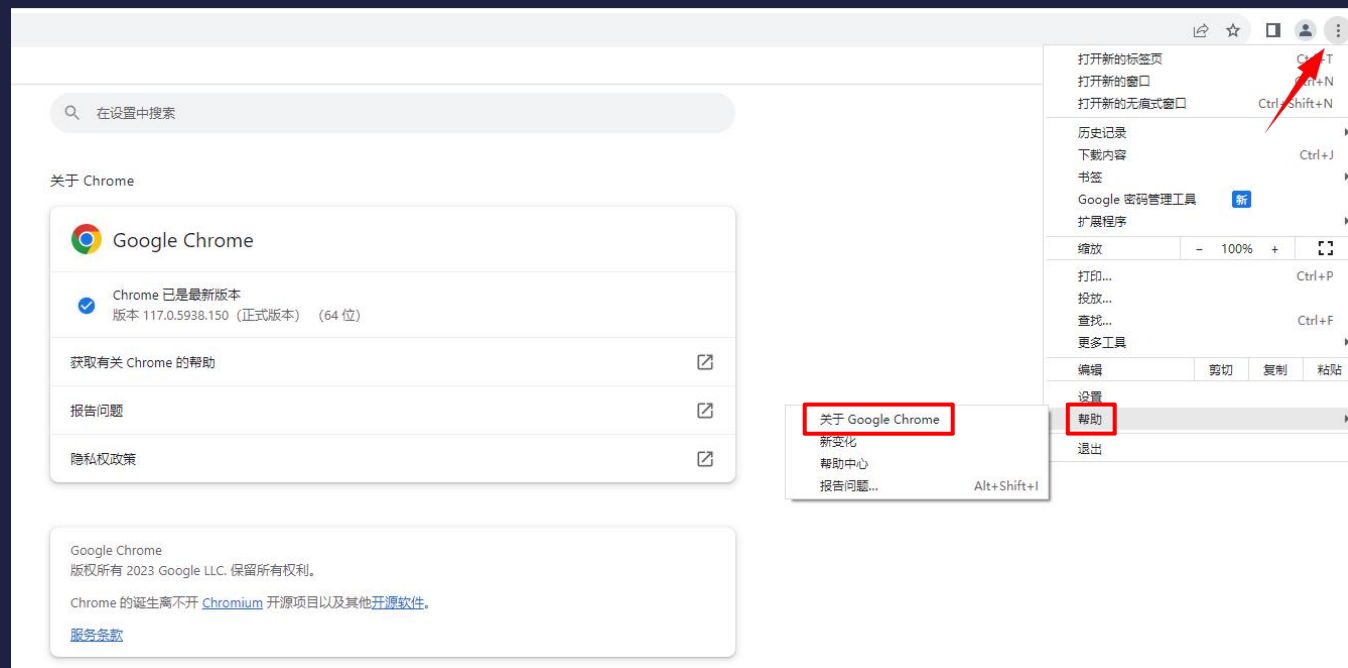 在设置中搜索
关于 Chrome
Google Chrome
Chrome 已是最新版本
版本 117.0.5938.150（正式版本） （64 位）
获取有关 Chrome 的帮助
报告问题
隐私权政策
Google Chrome
版权所有 2023 Google LLC. 保留所有权利。
Chrome 的诞生离不开 Chromium 开源项目以及其他开源软件。
服务条款
打开新的标签页 Ctrl+T
打开新的窗口 Ctrl+N
打开新的无痕式窗口 Ctrl+Shift+N
历史记录
下载内容 Ctrl+J
书签
Google 密码管理工具 新
扩展程序
缩放 - 100% +
打印... Ctrl+P
投放...
查找... Ctrl+F
更多工具
编辑 剪切 复制 粘贴
设置
帮助
退出
关于 Google Chrome
新变化
帮助中心
报告问题... Alt+Shift+I